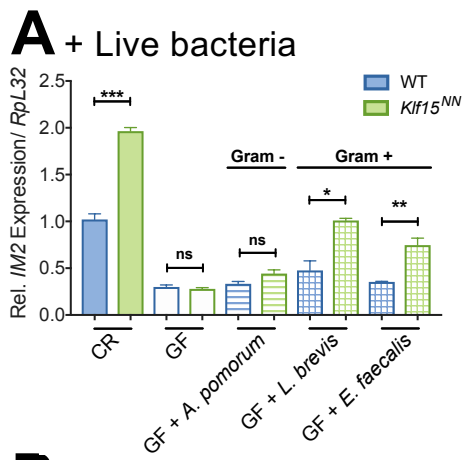 A + Live bacteria
Rel. IM2 Expression/ RpL32
2.5
2.0
1.5
1.0
0.5
0.0
WT
Klf15NN
***
ns
ns
*
**
Gram -
Gram +
CR
GF
GF + A. pomorum
GF + L. brevis
GF + E. faecalis